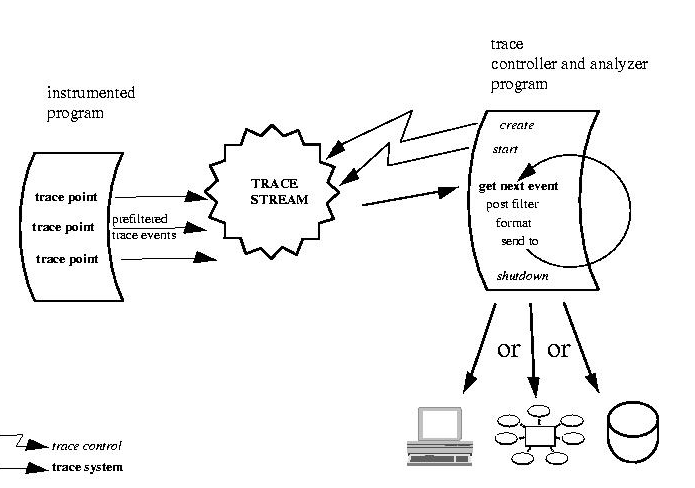 trace
controller and analyzer
program
instrumented
program
create
start
TRACE
STREAM
get next event
trace point
post filter
prefiltered
trace point
format
trace events
send to
trace point
shutdown
or or
trace control
trace system